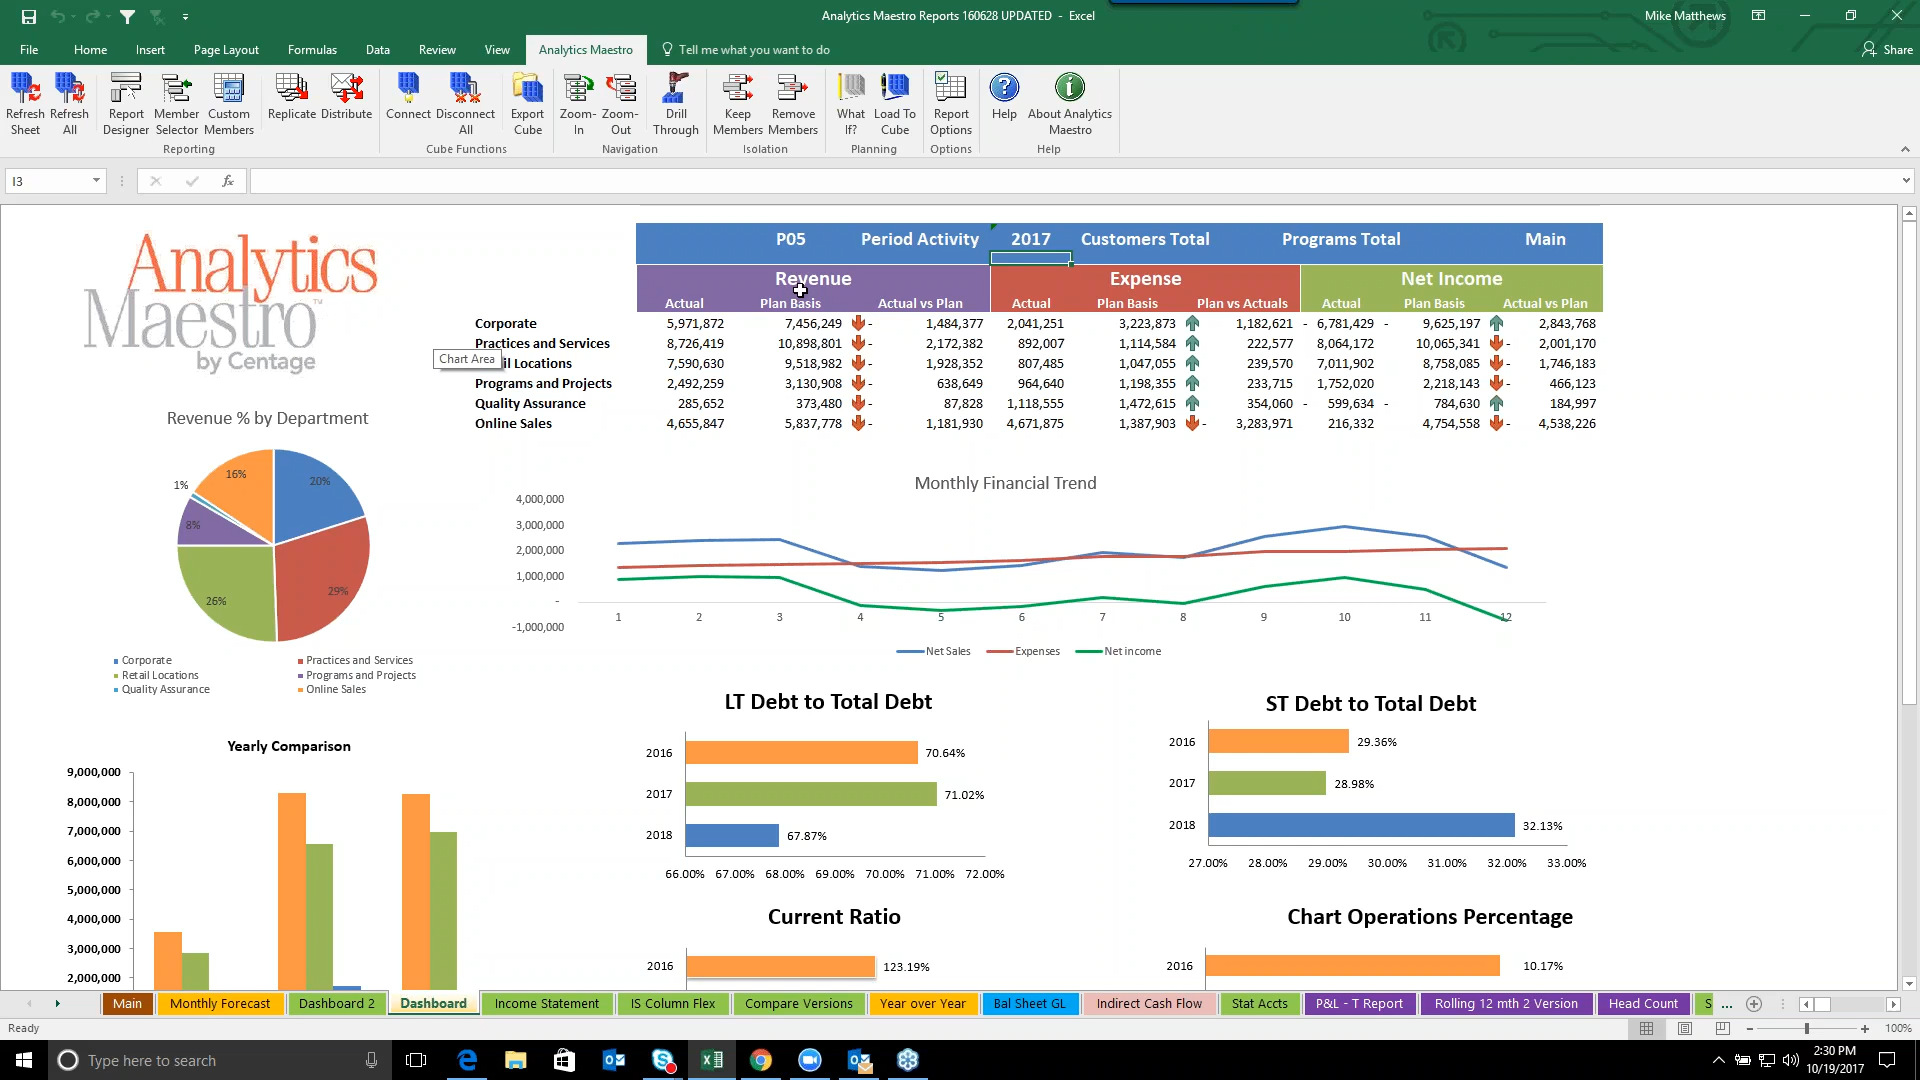 Analytics Maestro Reports 160628 UPDATED - Excel
Mike Matthews
File Home Insert Page Layout Formulas Data Review View Analytics Maestro Tell me what you want to do
Share
Refresh Sheet
Refresh All
Report Designer
Member Selector
Custom Members
Replicate
Distribute
Connect
Disconnect All
Export Cube
Zoom-In
Zoom-Out
Drill Through
Keep Members
Remove Members
What If?
Load To Cube
Report Options
Help
About Analytics Maestro
Reporting Cube Functions Navigation Isolation Planning Options Help
I3
fx
Analytics
Maestro™
by Centage
P05 Period Activity 2017 Customers Total Programs Total Main
Revenue Expense Net Income
Actual Plan Basis Actual vs Plan Actual Plan Basis Plan vs Actuals Actual Plan Basis Actual vs Plan
Corporate 5,971,872 7,456,249 - 1,484,377 2,041,251 3,223,873 1,182,621 - 6,781,429 - 9,625,197 2,843,768
Practices and Services 8,726,419 10,898,801 - 2,172,382 892,007 1,114,584 222,577 8,064,172 10,065,341 - 2,001,170
Chart Area
il Locations 7,590,630 9,518,982 - 1,928,352 807,485 1,047,055 239,570 7,011,902 8,758,085 - 1,746,183
Programs and Projects 2,492,259 3,130,908 - 638,649 964,640 1,198,355 233,715 1,752,020 2,218,143 - 466,123
Quality Assurance 285,652 373,480 - 87,828 1,118,555 1,472,615 354,060 - 599,634 - 784,630 184,997
Online Sales 4,655,847 5,837,778 - 1,181,930 4,671,875 1,387,903 - 3,283,971 216,332 4,754,558 - 4,538,226
Revenue % by Department
16%
20%
1%
8%
29%
26%
Corporate Practices and Services
Retail Locations Programs and Projects
Quality Assurance Online Sales
Monthly Financial Trend
4,000,000
3,000,000
2,000,000
1,000,000
-
-1,000,000
1 2 3 4 5 6 7 8 9 10 11 12
Net Sales Expenses Net income
Yearly Comparison
9,000,000
8,000,000
7,000,000
6,000,000
5,000,000
4,000,000
3,000,000
2,000,000
LT Debt to Total Debt
2016 70.64%
2017 71.02%
2018 67.87%
66.00% 67.00% 68.00% 69.00% 70.00% 71.00% 72.00%
ST Debt to Total Debt
2016 29.36%
2017 28.98%
2018 32.13%
27.00% 28.00% 29.00% 30.00% 31.00% 32.00% 33.00%
Current Ratio
2016 123.19%
Chart Operations Percentage
2016 10.17%
Main Monthly Forecast Dashboard 2 Dashboard Income Statement IS Column Flex Compare Versions Year over Year Bal Sheet GL Indirect Cash Flow Stat Accts P&L - T Report Rolling 12 mth 2 Version Head Count S ...
Ready
100%
Type here to search
2:30 PM
10/19/2017